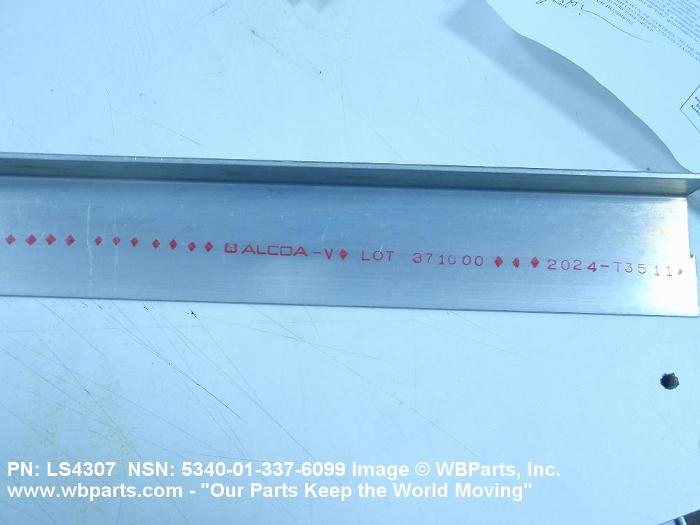 ALCOA-V♦ LOT 371000 ♦♦♦ 2024-T3511
PN: LS4307 NSN: 5340-01-337-6099 Image © WBParts, Inc.
www.wbparts.com - "Our Parts Keep the World Moving"